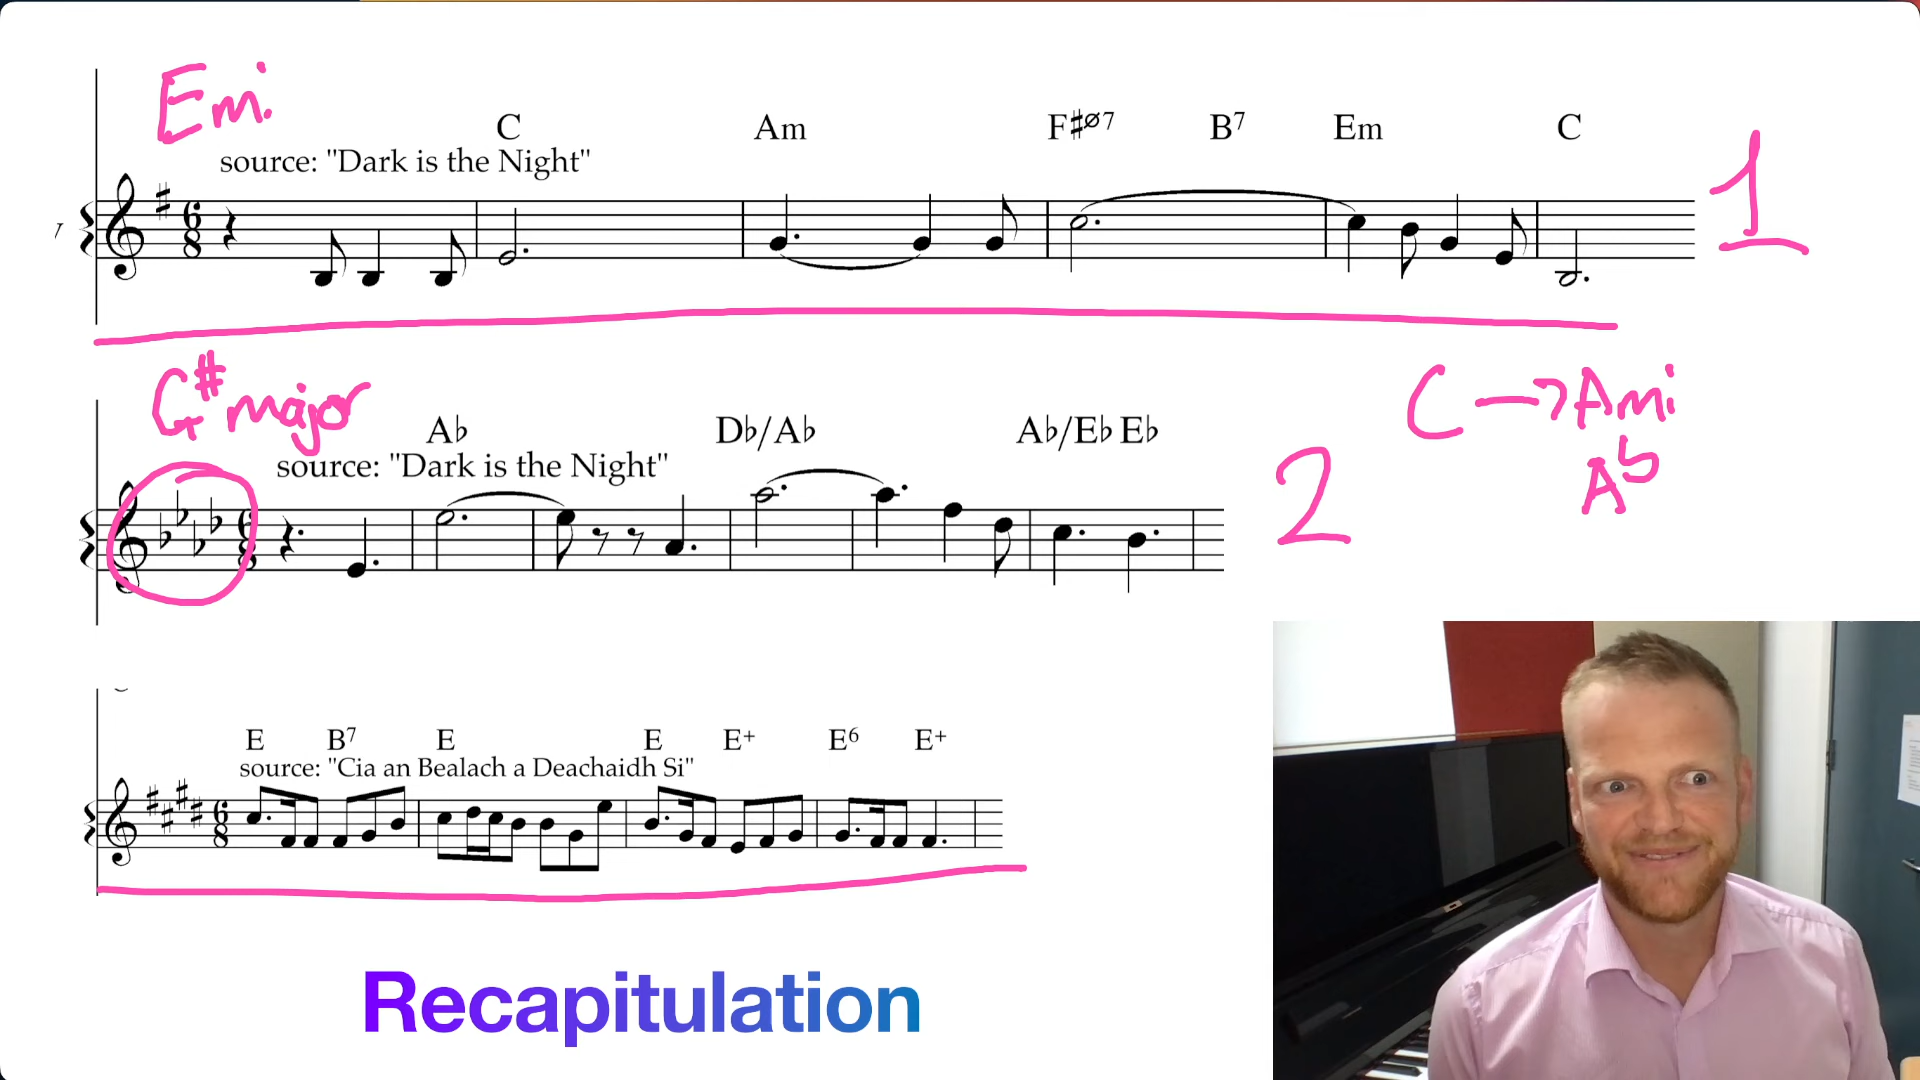 Emi
C Am F#ø7 B7 Em C
source: "Dark is the Night"
1
G# major
C → Ami
Ab
A♭ D♭/A♭ A♭/E♭ E♭
source: "Dark is the Night"
2
E B7 E E E+ E6 E+
source: "Cia an Bealach a Deachaidh Si"
Recapitulation